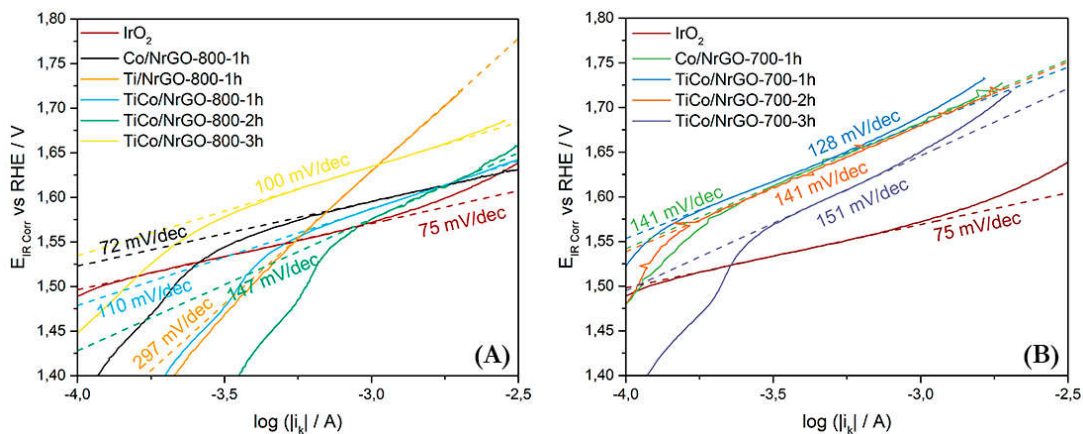 1,80
1,75
1,70
1,65
1,60
1,55
1,50
1,45
1,40
E_IR Corr vs RHE / V
IrO₂
Co/NrGO-800-1h
Ti/NrGO-800-1h
TiCo/NrGO-800-1h
TiCo/NrGO-800-2h
TiCo/NrGO-800-3h
100 mV/dec
72 mV/dec
75 mV/dec
110 mV/dec
147 mV/dec
297 mV/dec
(A)
-4,0
-3,5
-3,0
-2,5
log (|i_k| / A)
1,80
1,75
1,70
1,65
1,60
1,55
1,50
1,45
1,40
E_IR Corr vs RHE / V
IrO₂
Co/NrGO-700-1h
TiCo/NrGO-700-1h
TiCo/NrGO-700-2h
TiCo/NrGO-700-3h
128 mV/dec
141 mV/dec
141 mV/dec
151 mV/dec
75 mV/dec
(B)
-4,0
-3,5
-3,0
-2,5
log (|i_k| / A)